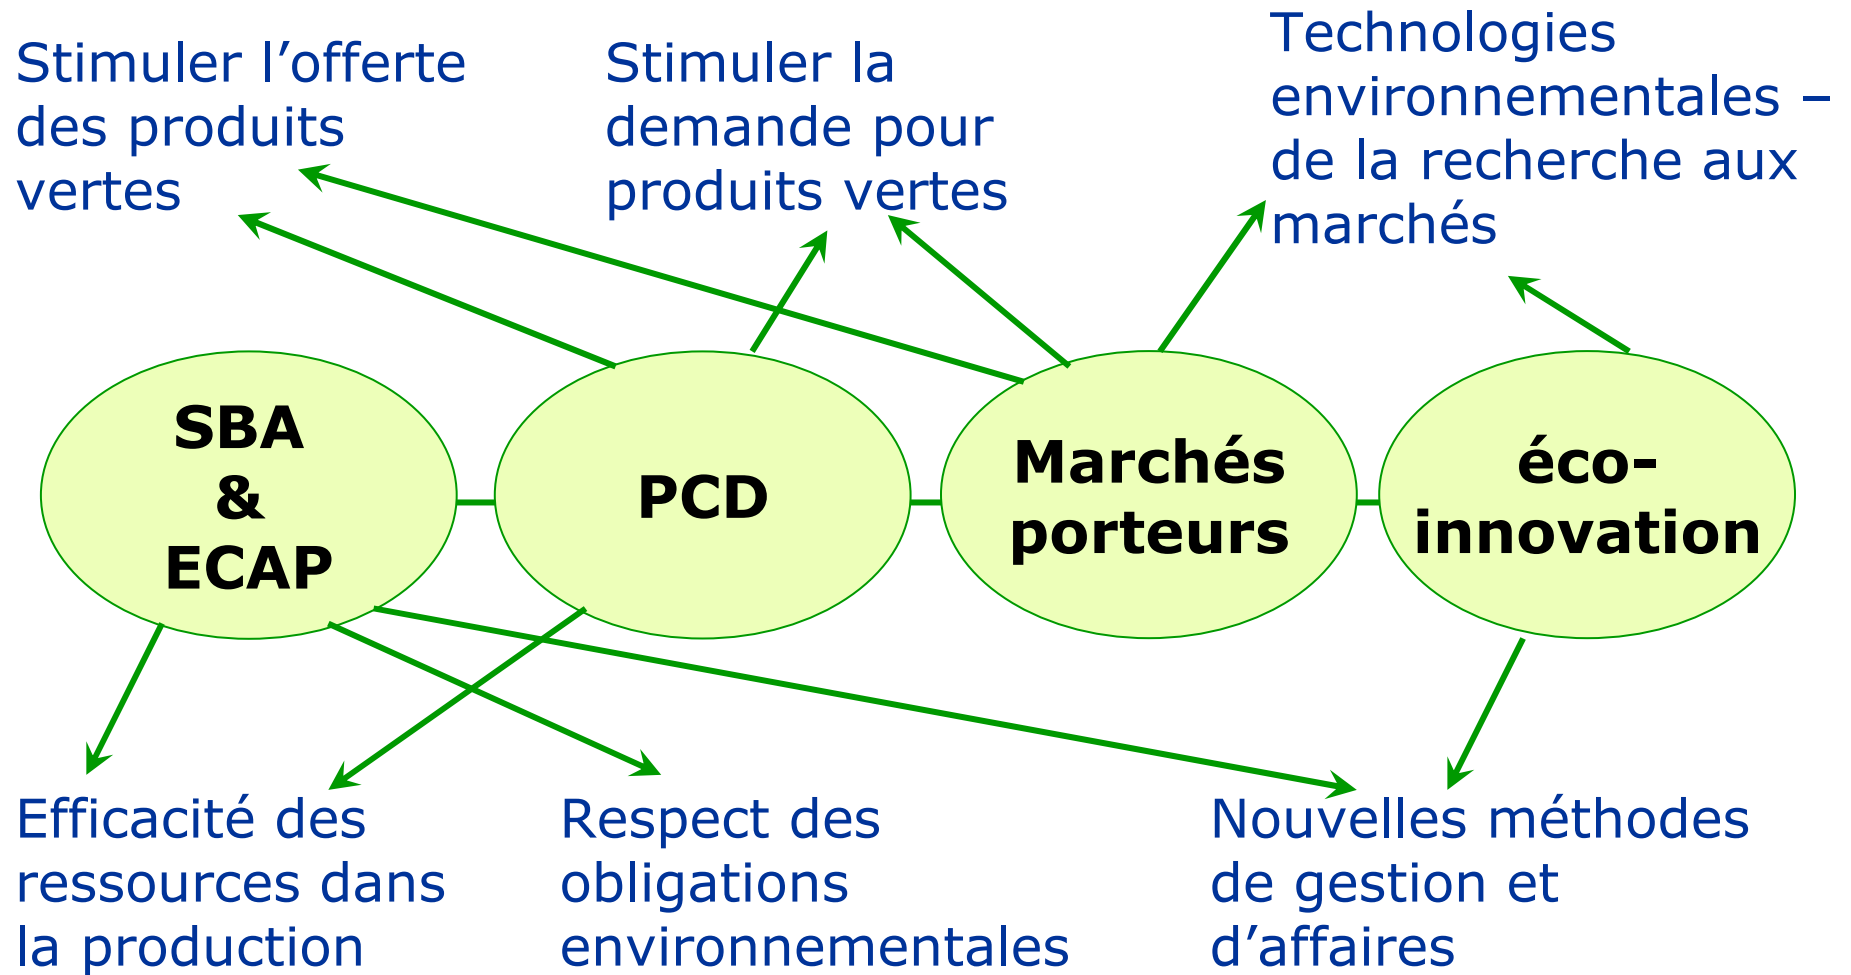 Stimuler l’offerte
des produits
vertes
Stimuler la
demande pour
produits vertes
Technologies
environnementales –
de la recherche aux
marchés
SBA
&
ECAP
PCD
Marchés
porteurs
éco-
innovation
Efficacité des
ressources dans
la production
Respect des
obligations
environnementales
Nouvelles méthodes
de gestion et
d’affaires